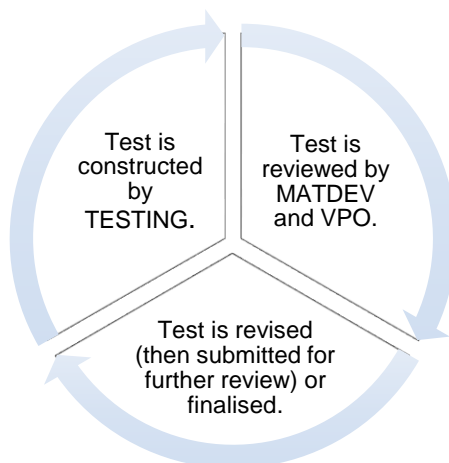 Test is
constructed
by
TESTING.
Test is
reviewed by
MATDEV
and VPO.
Test is revised
(then submitted for
further review) or
finalised.